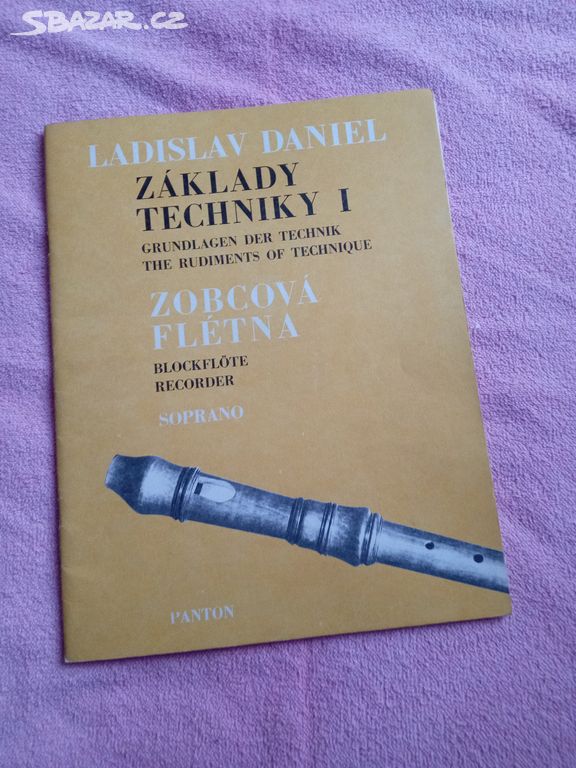 SBAZAR.CZ
LADISLAV DANIEL
ZÁKLADY
TECHNIKY I
GRUNDLAGEN DER TECHNIK
THE RUDIMENTS OF TECHNIQUE
ZOBCOVÁ
FLÉTNA
BLOCKFLÖTE
RECORDER
SOPRANO
PANTON